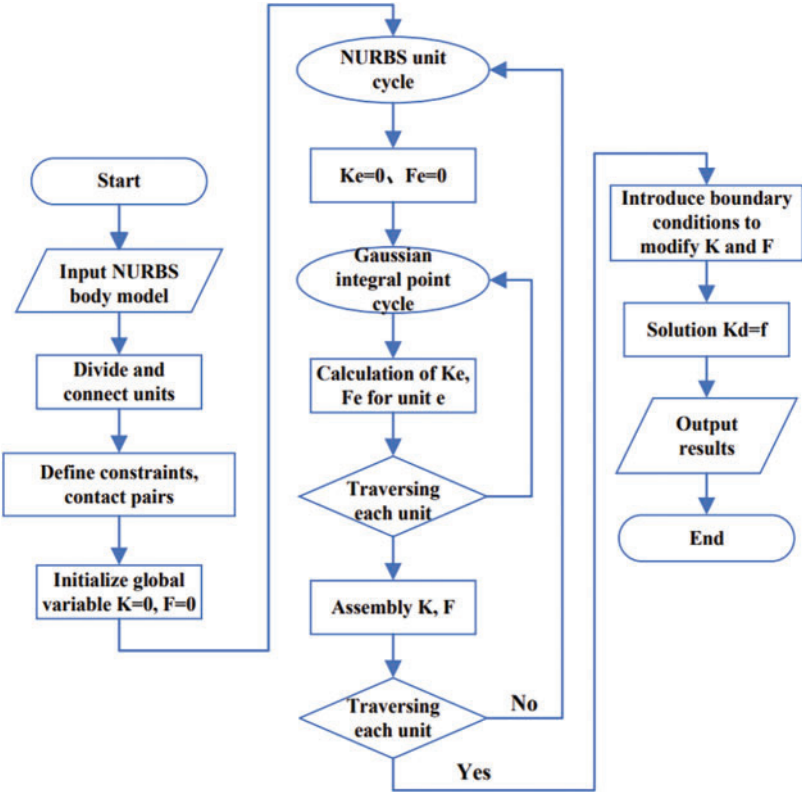 Start
Input NURBS
body model
Divide and
connect units
Define constraints,
contact pairs
Initialize global
variable K=0, F=0
NURBS unit
cycle
Ke=0、Fe=0
Gaussian
integral point
cycle
Calculation of Ke,
Fe for unit e
Traversing
each unit
Assembly K, F
Traversing
each unit
No
Yes
Introduce boundary
conditions to
modify K and F
Solution Kd=f
Output
results
End